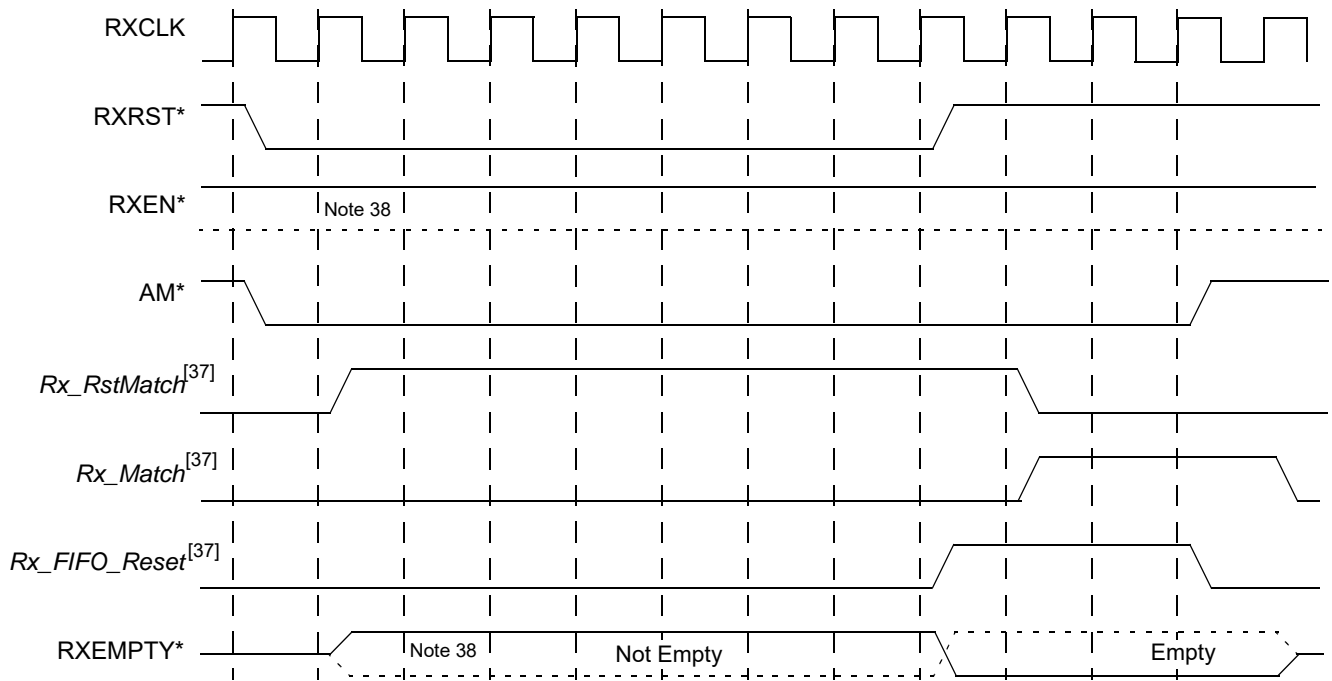 RXCLK
RXRST*
RXEN*
Note 38
AM*
Rx_RstMatch[37]
Rx_Match[37]
Rx_FIFO_Reset[37]
RXEMPTY*
Note 38
Not Empty
Empty